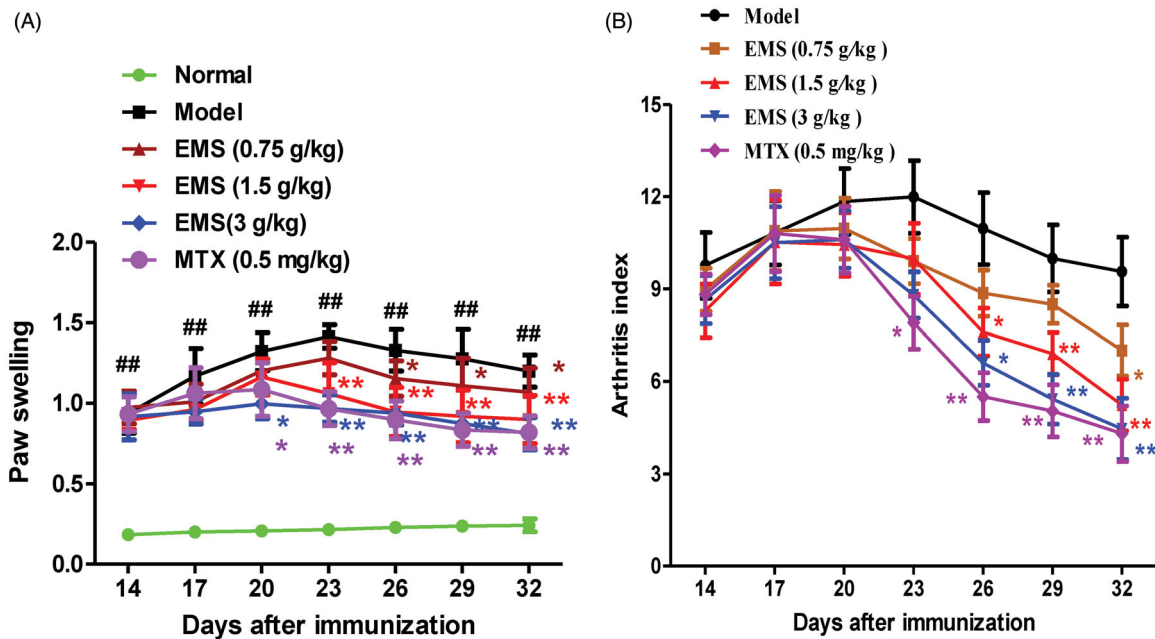 (A)
Normal
Model
EMS (0.75 g/kg)
EMS (1.5 g/kg)
EMS(3 g/kg)
MTX (0.5 mg/kg)
2.0
1.5
1.0
0.5
0.0
Paw swelling
## ## ## ## ## ## ##
* * *
** ** ** **
* ** ** ** **
* ** ** ** **
14 17 20 23 26 29 32
Days after immunization
(B)
Model
EMS (0.75 g/kg )
EMS (1.5 g/kg )
EMS (3 g/kg )
MTX (0.5 mg/kg )
15
12
9
6
3
0
Arthritis index
*
* ** **
* ** **
* ** ** ** **
14 17 20 23 26 29 32
Days after immunization